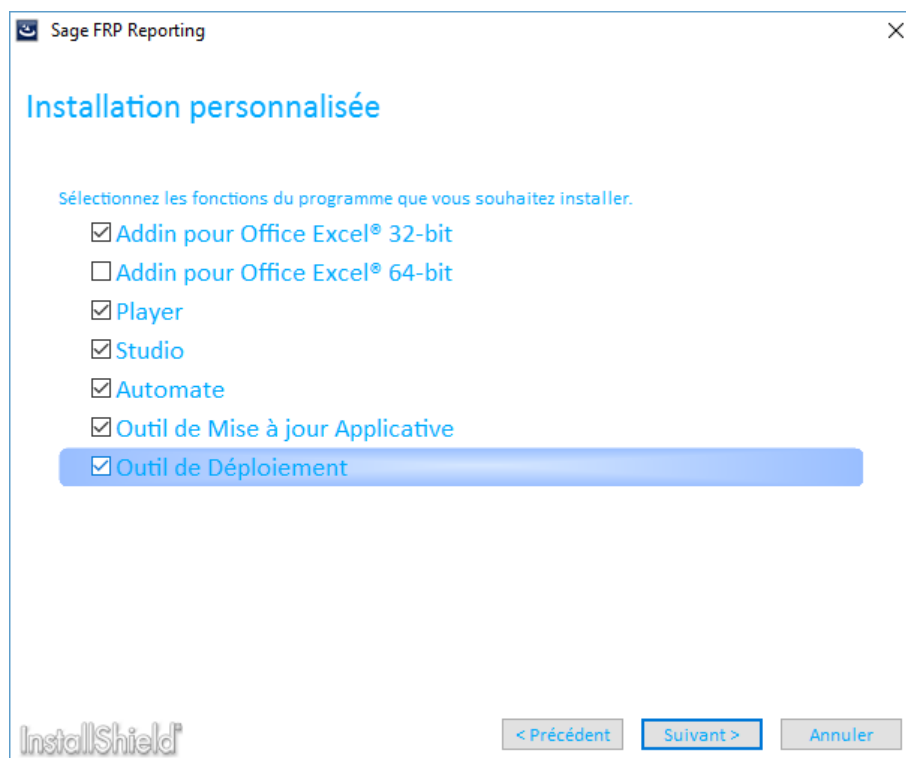 Sage FRP Reporting
Installation personnalisée
Sélectionnez les fonctions du programme que vous souhaitez installer.
Addin pour Office Excel® 32-bit
Addin pour Office Excel® 64-bit
Player
Studio
Automate
Outil de Mise à jour Applicative
Outil de Déploiement
InstallShield®
< Précédent
Suivant >
Annuler